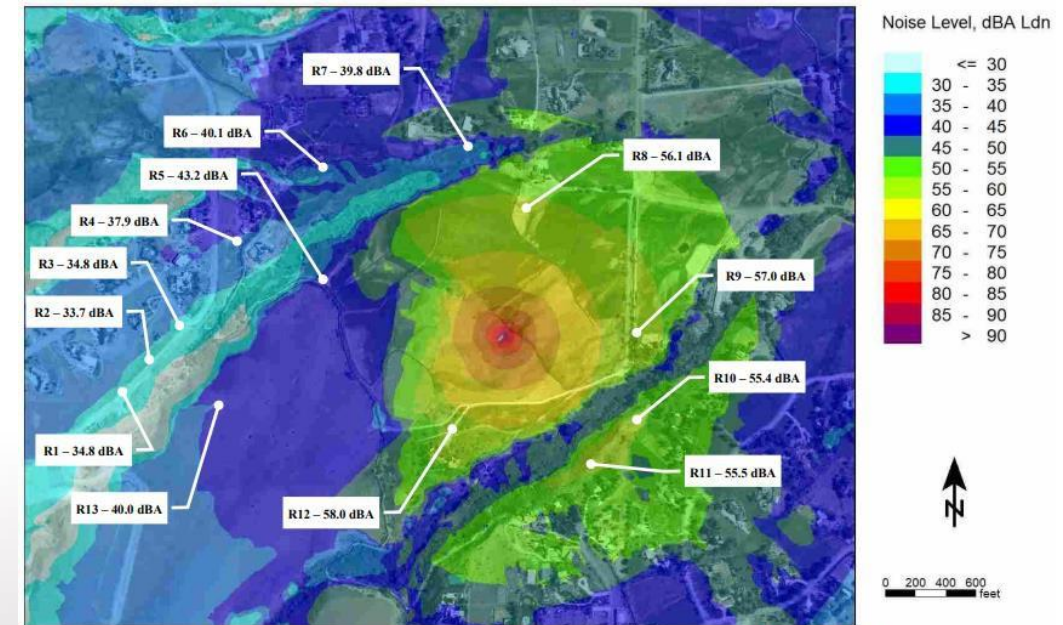 Noise Level, dBA Ldn
<= 30
30 - 35
35 - 40
40 - 45
45 - 50
50 - 55
55 - 60
60 - 65
65 - 70
70 - 75
75 - 80
80 - 85
85 - 90
> 90
R7 – 39.8 dBA
R6 – 40.1 dBA
R8 – 56.1 dBA
R5 – 43.2 dBA
R4 – 37.9 dBA
R3 – 34.8 dBA
R9 – 57.0 dBA
R2 – 33.7 dBA
R10 – 55.4 dBA
R1 – 34.8 dBA
R11 – 55.5 dBA
R13 – 40.0 dBA
R12 – 58.0 dBA
N
0 200 400 600
feet